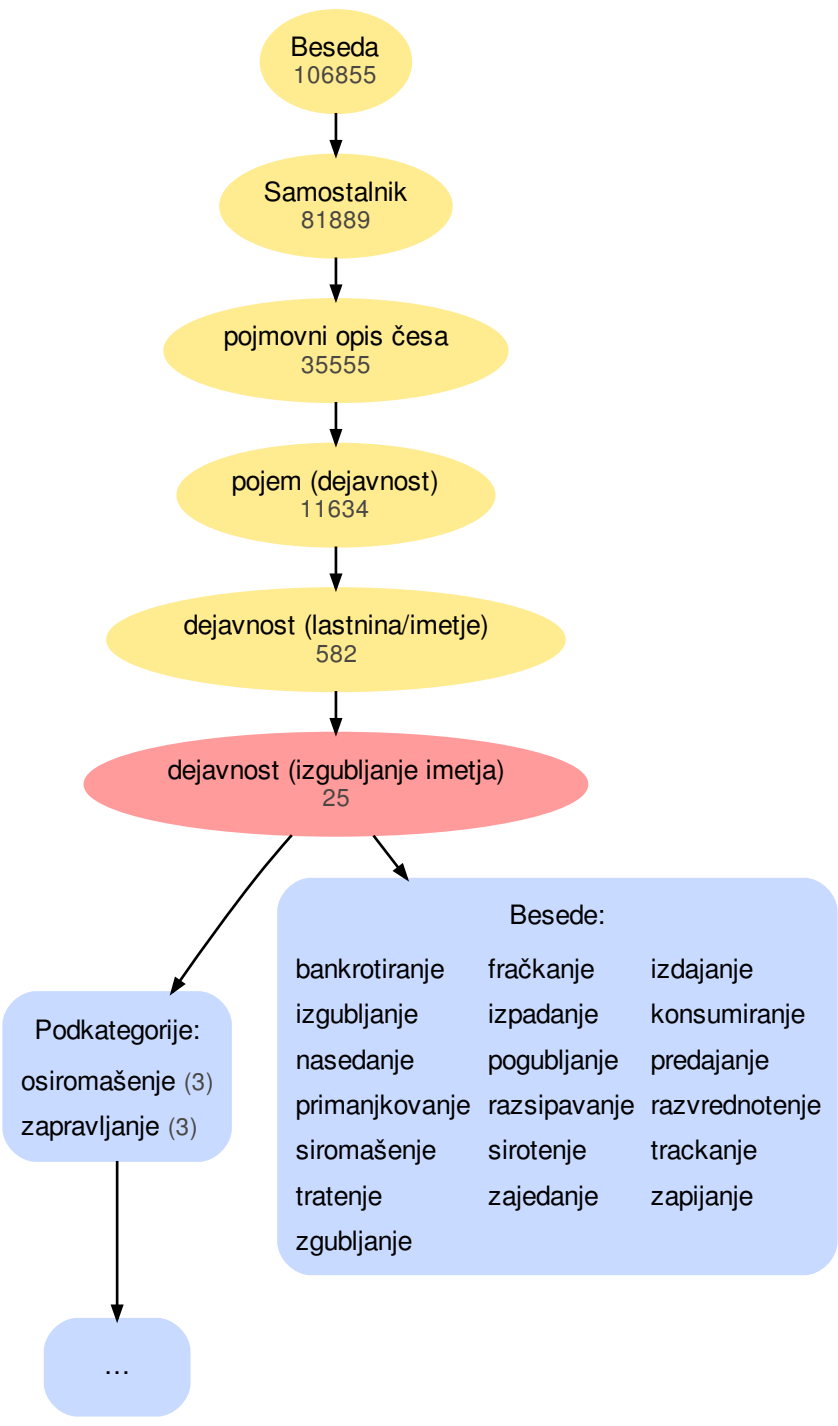 Beseda
106855
Samostalnik
81889
pojmovni opis česa
35555
pojem (dejavnost)
11634
dejavnost (lastnina/imetje)
582
dejavnost (izgubljanje imetja)
25
Besede:
bankrotiranje fračkanje izdajanje
izgubljanje izpadanje konsumiranje
nasedanje pogubljanje predajanje
primanjkovanje razsipavanje razvrednotenje
siromašenje sirotenje trackanje
tratenje zajedanje zapijanje
zgubljanje
Podkategorije:
osiromašenje (3)
zapravljanje (3)
…